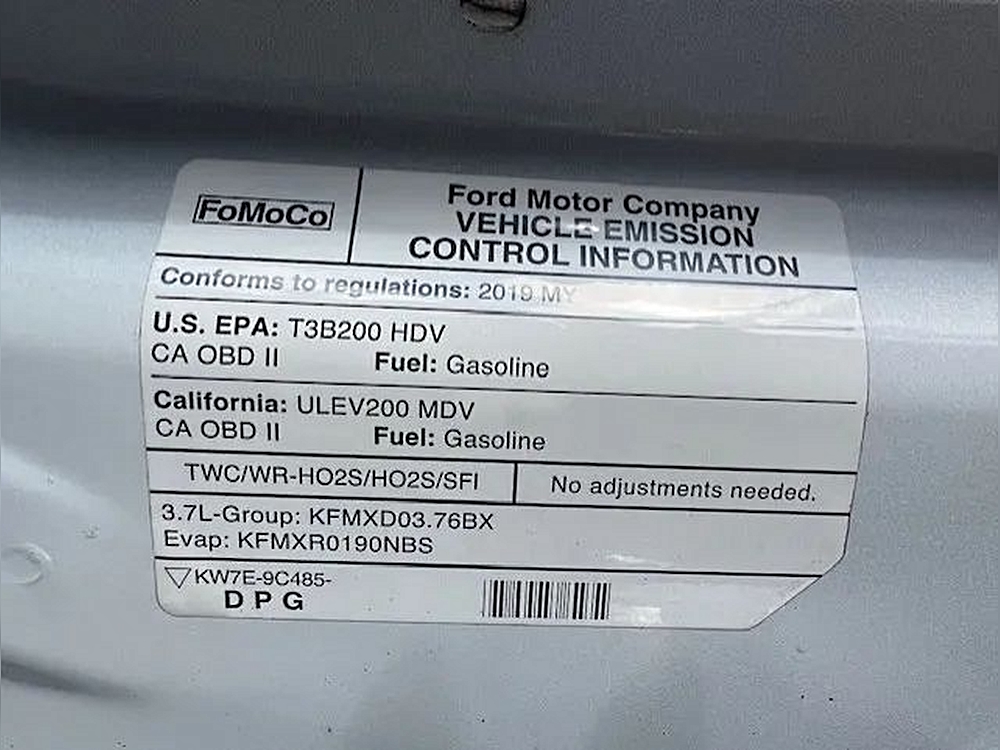 FoMoCo
Ford Motor Company
VEHICLE EMISSION
CONTROL INFORMATION
Conforms to regulations: 2019 MY
U.S. EPA: T3B200 HDV
CA OBD II Fuel: Gasoline
California: ULEV200 MDV
CA OBD II Fuel: Gasoline
TWC/WR-HO2S/HO2S/SFI
No adjustments needed.
3.7L-Group: KFMXD03.76BX
Evap: KFMXR0190NBS
KW7E-9C485-
D P G